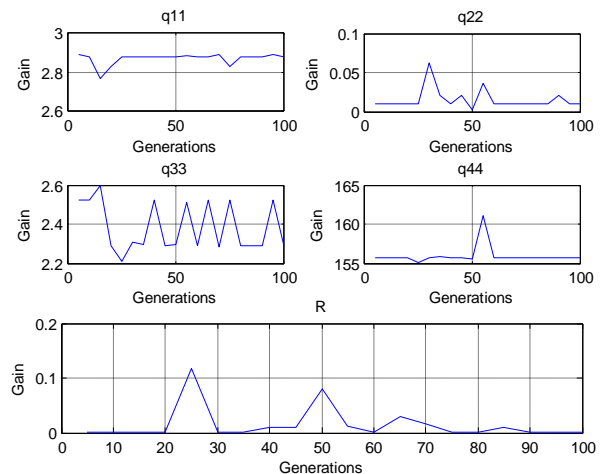 q11
3
2.8
2.6
Gain
0
50
100
Generations
q22
0.1
0.05
0
Gain
0
50
100
Generations
q33
2.6
2.4
2.2
Gain
0
50
100
Generations
q44
165
160
155
Gain
0
50
100
Generations
R
0.2
0.1
0
Gain
0 10 20 30 40 50 60 70 80 90 100
Generations